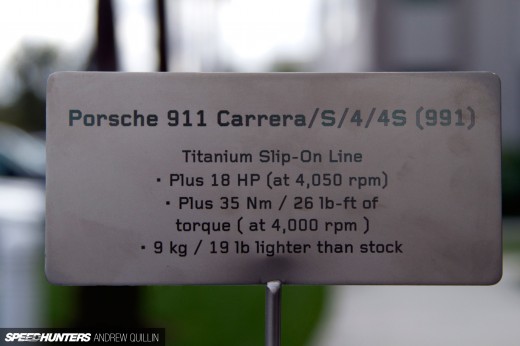 Porsche 911 Carrera/S/4/4S (991)
Titanium Slip-On Line
• Plus 18 HP (at 4,050 rpm)
• Plus 35 Nm / 26 lb-ft of
torque ( at 4,000 rpm )
• 9 kg / 19 lb lighter than stock
SPEEDHUNTERS ANDREW QUILLIN